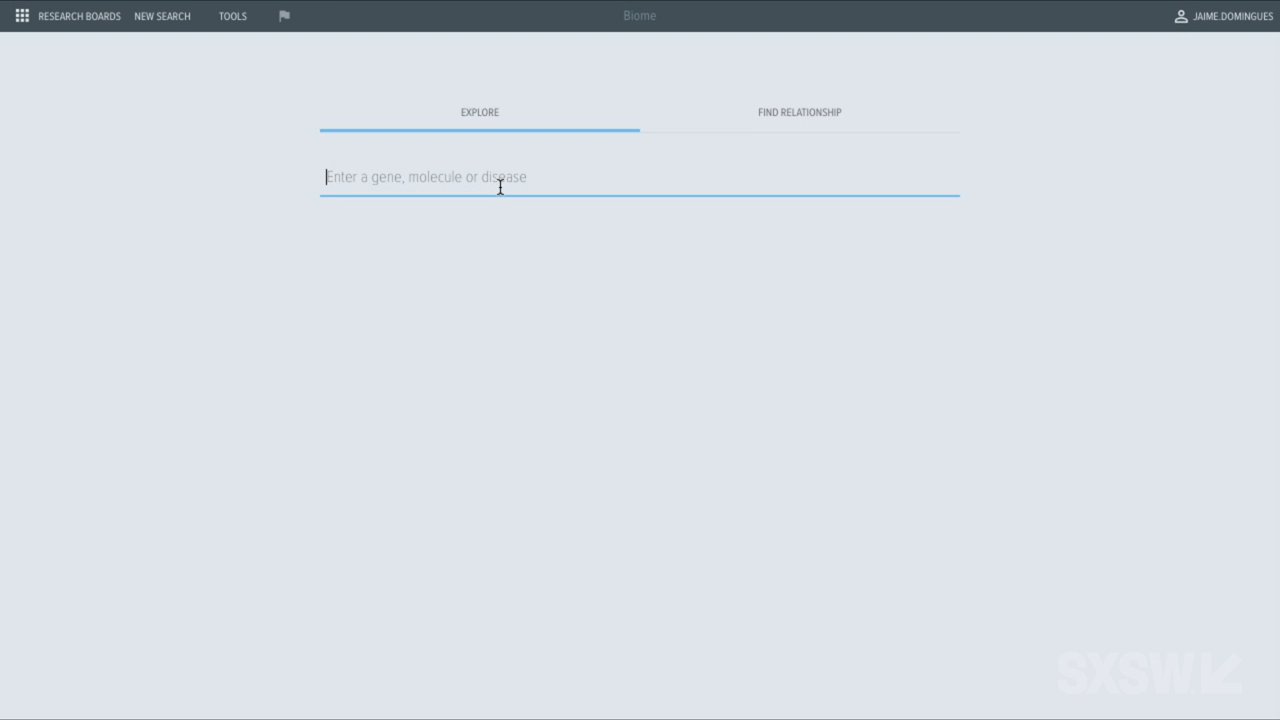 RESEARCH BOARDS NEW SEARCH TOOLS Biome JAIME.DOMINGUES
EXPLORE FIND RELATIONSHIP
Enter a gene, molecule or disease
SXSW